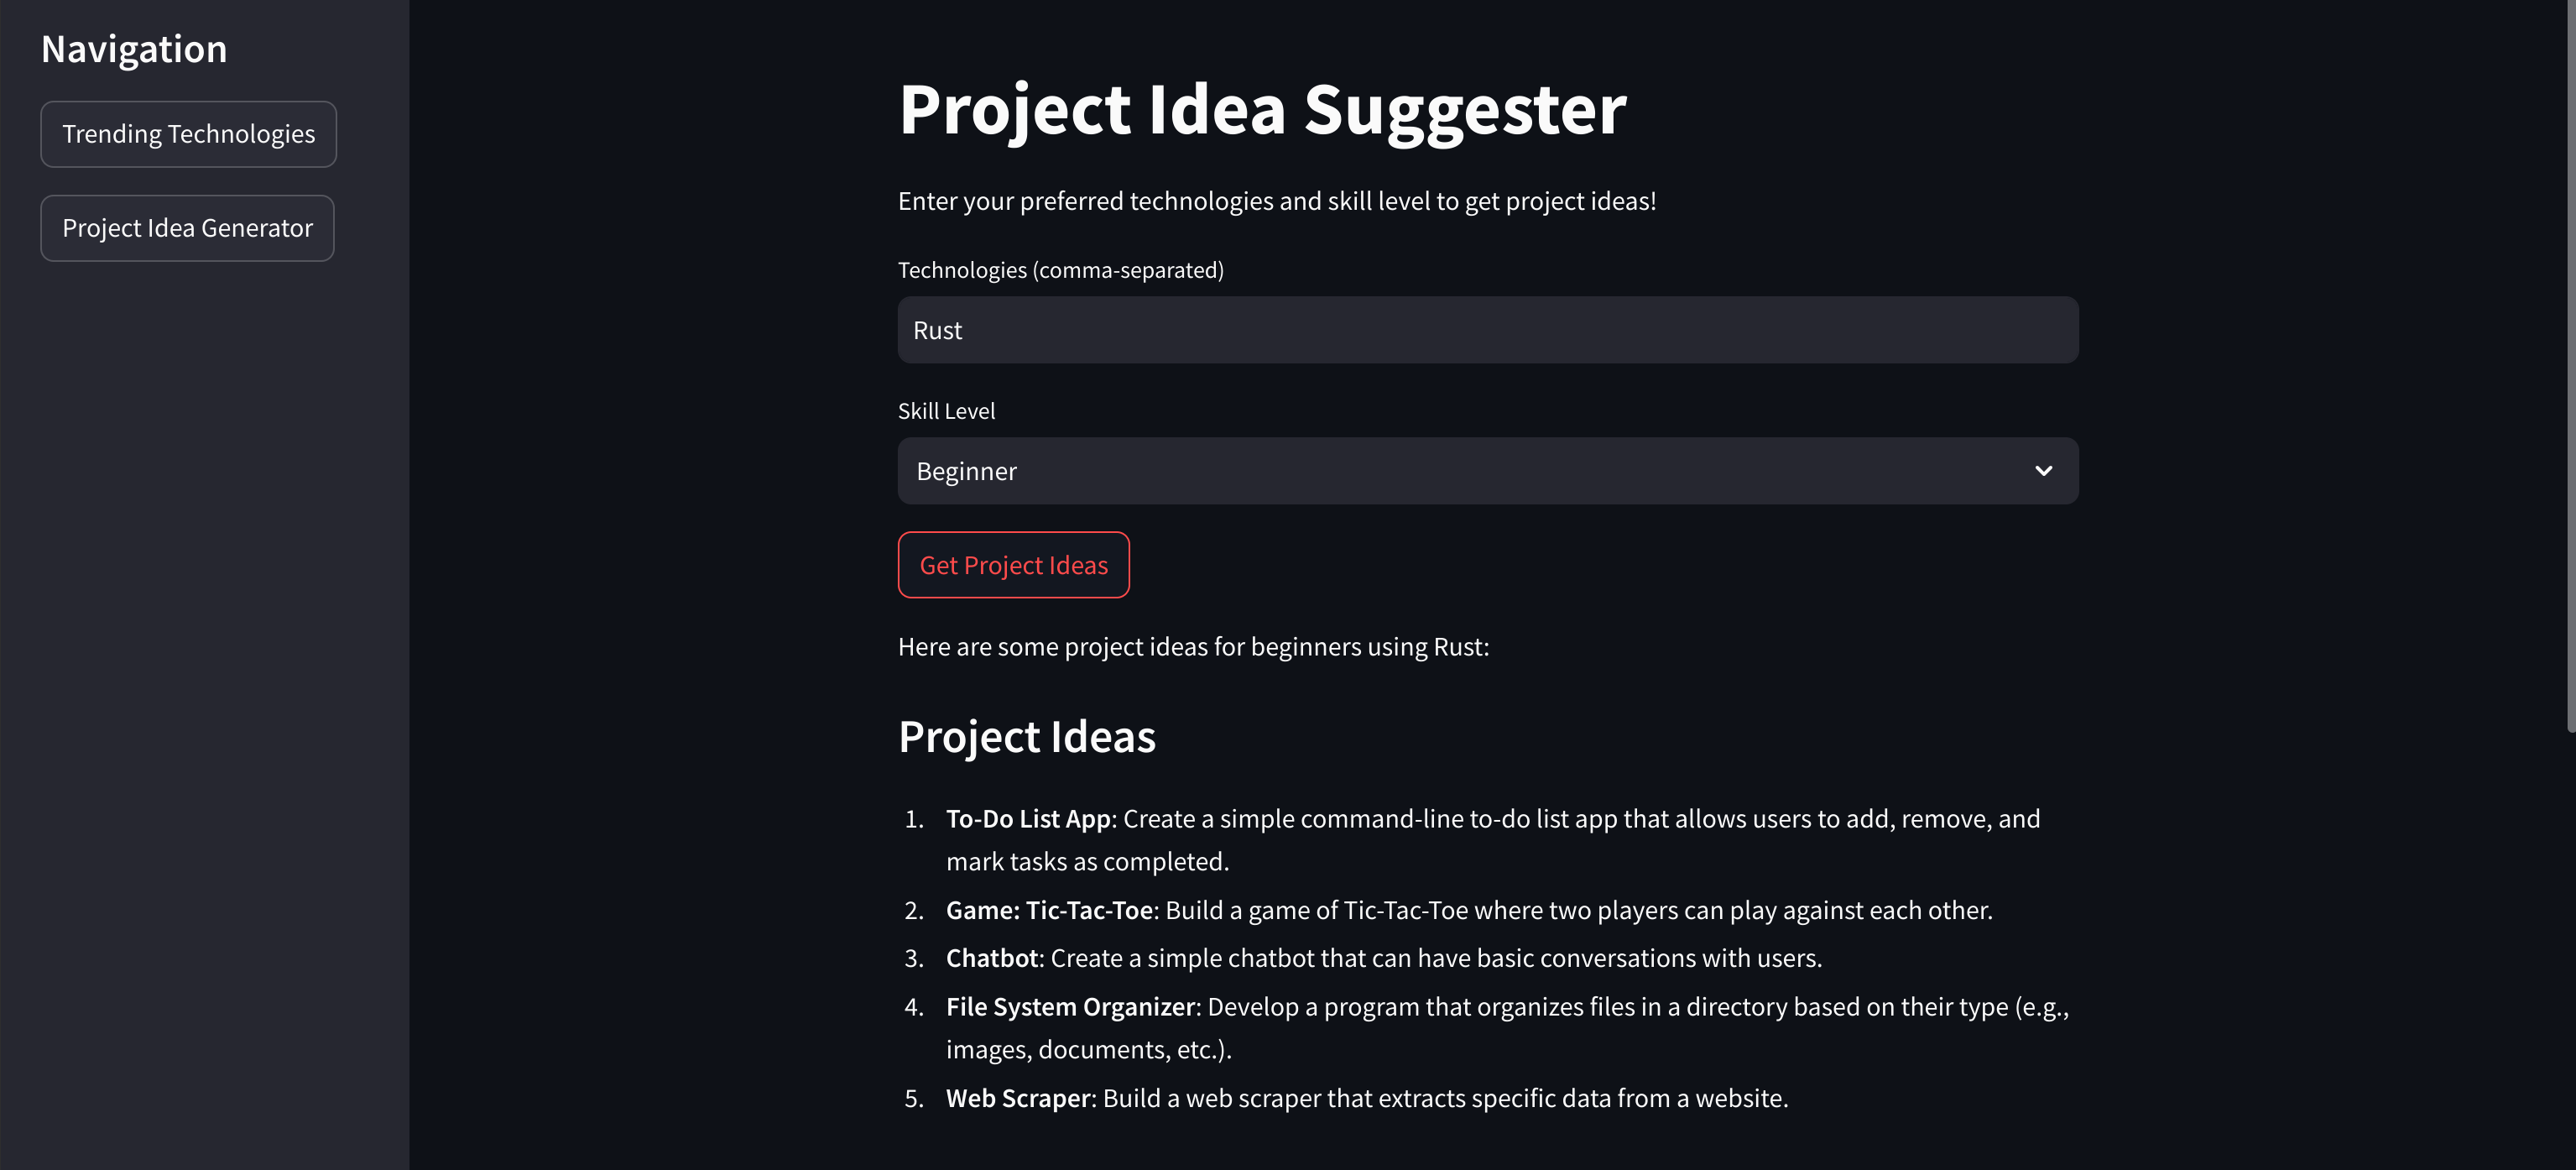 Navigation
Trending Technologies
Project Idea Generator
Project Idea Suggester
Enter your preferred technologies and skill level to get project ideas!
Technologies (comma-separated)
Rust
Skill Level
Beginner
Get Project Ideas
Here are some project ideas for beginners using Rust:
Project Ideas
1. To-Do List App: Create a simple command-line to-do list app that allows users to add, remove, and
mark tasks as completed.
2. Game: Tic-Tac-Toe: Build a game of Tic-Tac-Toe where two players can play against each other.
3. Chatbot: Create a simple chatbot that can have basic conversations with users.
4. File System Organizer: Develop a program that organizes files in a directory based on their type (e.g.,
images, documents, etc.).
5. Web Scraper: Build a web scraper that extracts specific data from a website.